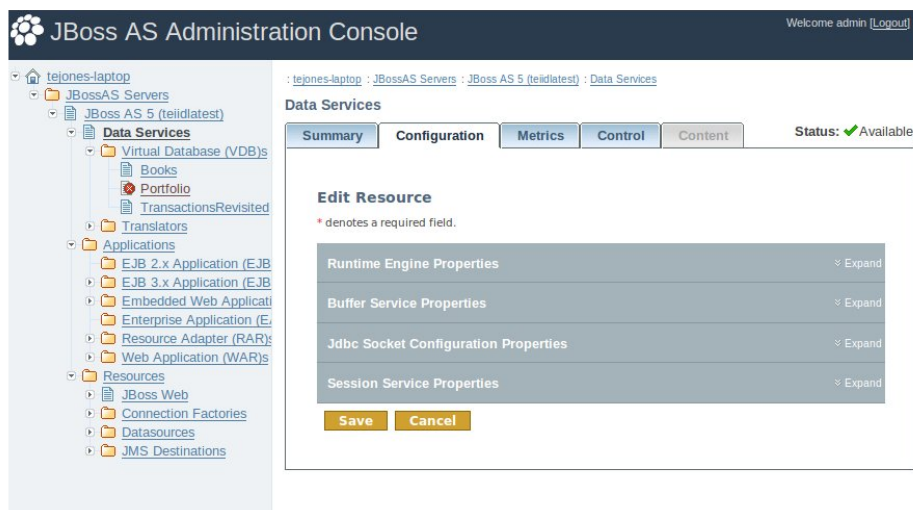 JBoss AS Administration Console
Welcome admin [Logout]
tejones-laptop
JBossAS Servers
JBoss AS 5 (teiidlatest)
Data Services
Virtual Database (VDB)s
Books
Portfolio
TransactionsRevisited
Translators
Applications
EJB 2.x Application (EJB
EJB 3.x Application (EJB
Embedded Web Applicati
Enterprise Application (EA
Resource Adapter (RAR)s
Web Application (WAR)s
Resources
JBoss Web
Connection Factories
Datasources
JMS Destinations
: tejones-laptop : JBossAS Servers : JBoss AS 5 (teiidlatest) : Data Services
Data Services
Summary Configuration Metrics Control Content Status: Available
Edit Resource
* denotes a required field.
Runtime Engine Properties Expand
Buffer Service Properties Expand
Jdbc Socket Configuration Properties Expand
Session Service Properties Expand
Save Cancel